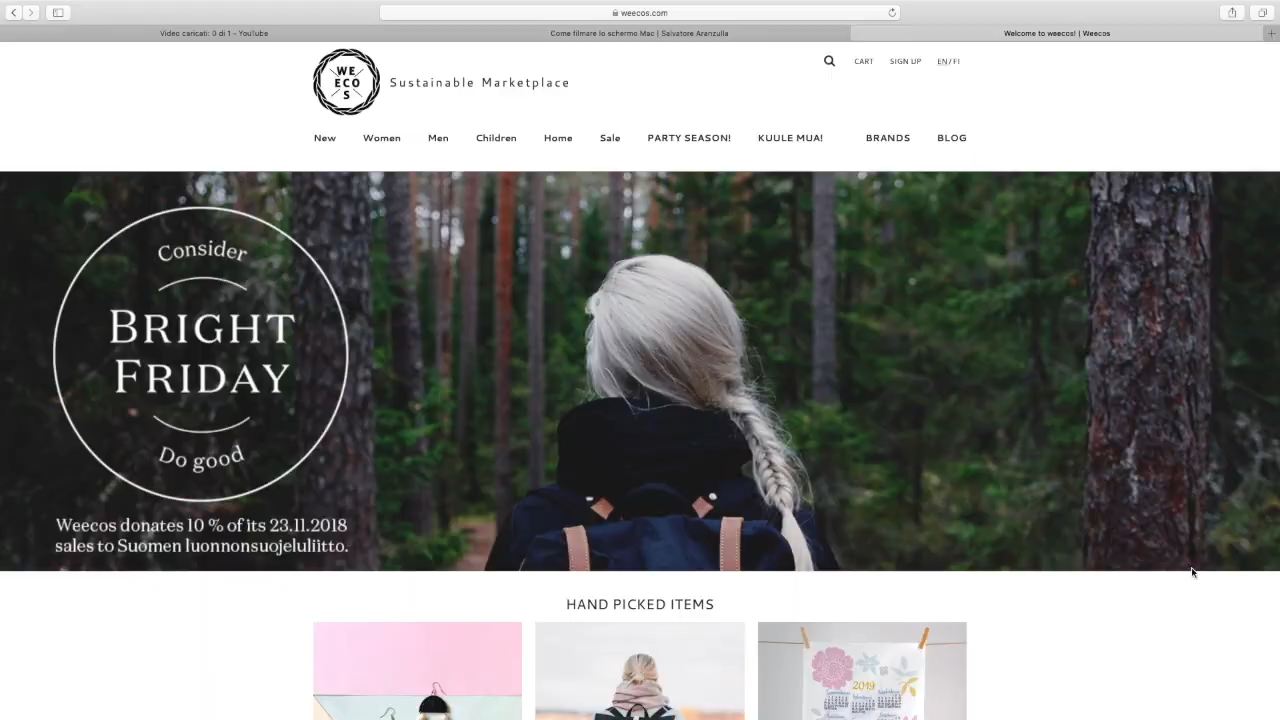 weecos.com
Video caricati: 0 di 1 - YouTube
Come filmare lo schermo Mac | Salvatore Aranzulla
Welcome to weecos! | Weecos
WE
ECO
S
Sustainable Marketplace
CART
SIGN UP
EN / FI
New
Women
Men
Children
Home
Sale
PARTY SEASON!
KUULE MUA!
BRANDS
BLOG
Consider
BRIGHT
FRIDAY
Do good
Weecos donates 10 % of its 23.11.2018
sales to Suomen luonnonsuojeluliitto.
HAND PICKED ITEMS
2019